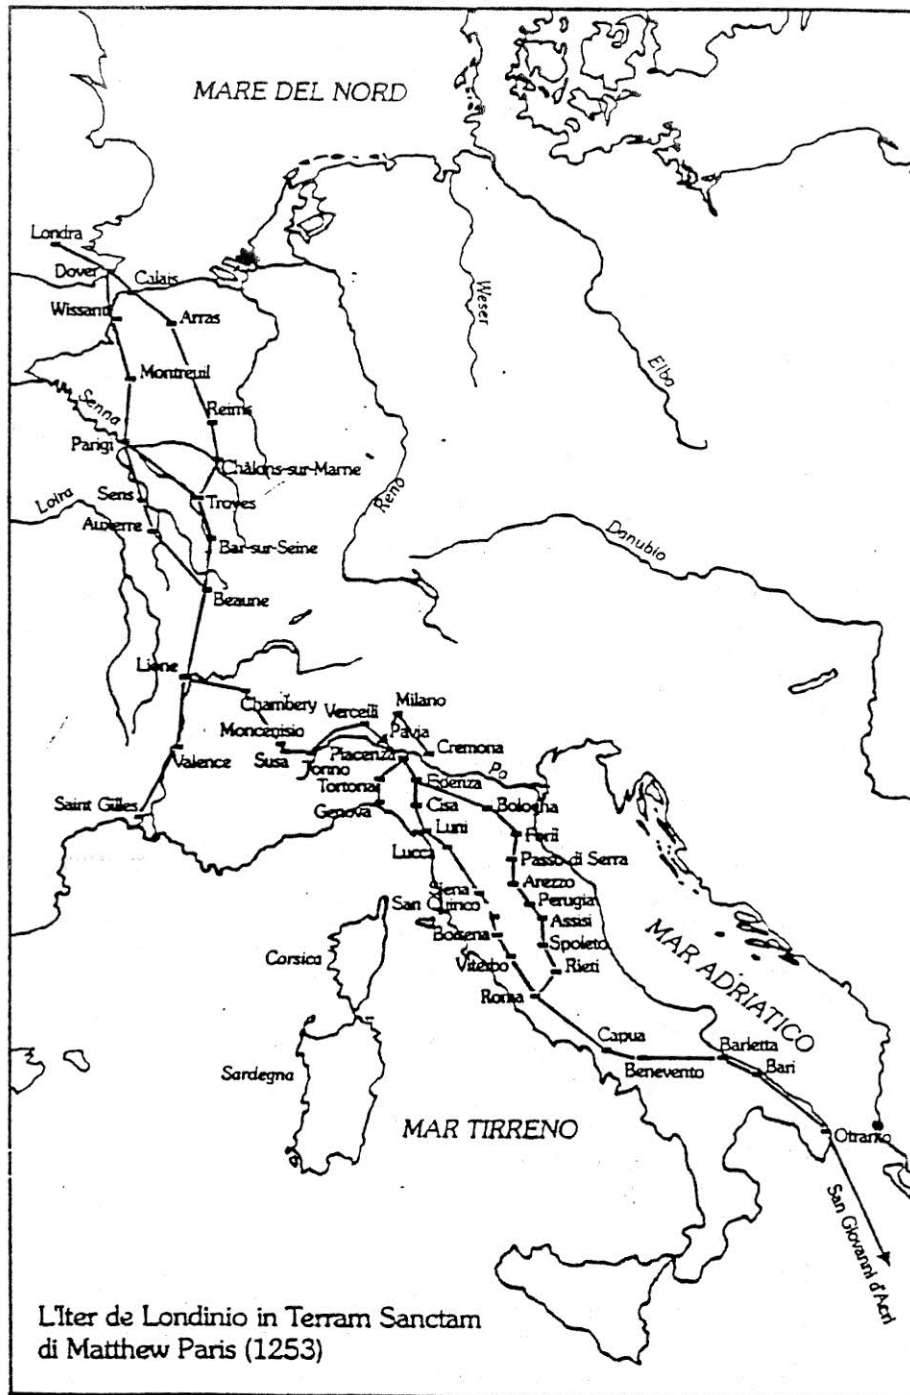 MARE DEL NORD
Londra
Dover
Calais
Wissant
Arras
Weser
Elba
Montreuil
Senna
Reims
Parigi
Châlons-sur-Marne
Loira
Sens
Troyes
Reno
Auxerre
Bar-sur-Seine
Danubio
Beaune
Lione
Chambery
Milano
Vercelli
Moncenisio
Pavia
Cremona
Valence
Susa
Torino
Piacenza
Po
Tortona
Saint Gilles
Genova
Cisa
Bologna
Luni
Forlì
Lucca
Passo di Serra
Arezzo
Siena
Perugia
San Quirico
Assisi
Bolsena
Spoleto
MAR ADRIATICO
Corsica
Viterbo
Rieti
Roma
Capua
Barletta
Sardegna
Benevento
Bari
MAR TIRRENO
Otranto
San Giovanni d'Acri
L'Iter de Londinio in Terram Sanctam
di Matthew Paris (1253)